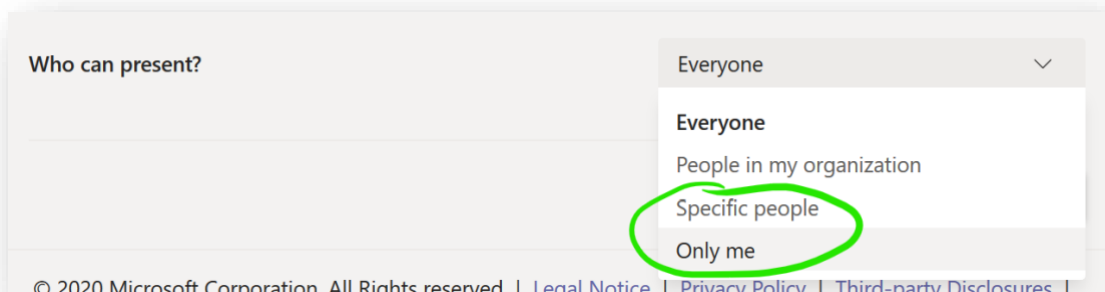 Who can present?
Everyone
Everyone
People in my organization
Specific people
Only me
© 2020 Microsoft Corporation. All Rights reserved | Legal Notice | Privacy Policy | Third-party Disclosures |